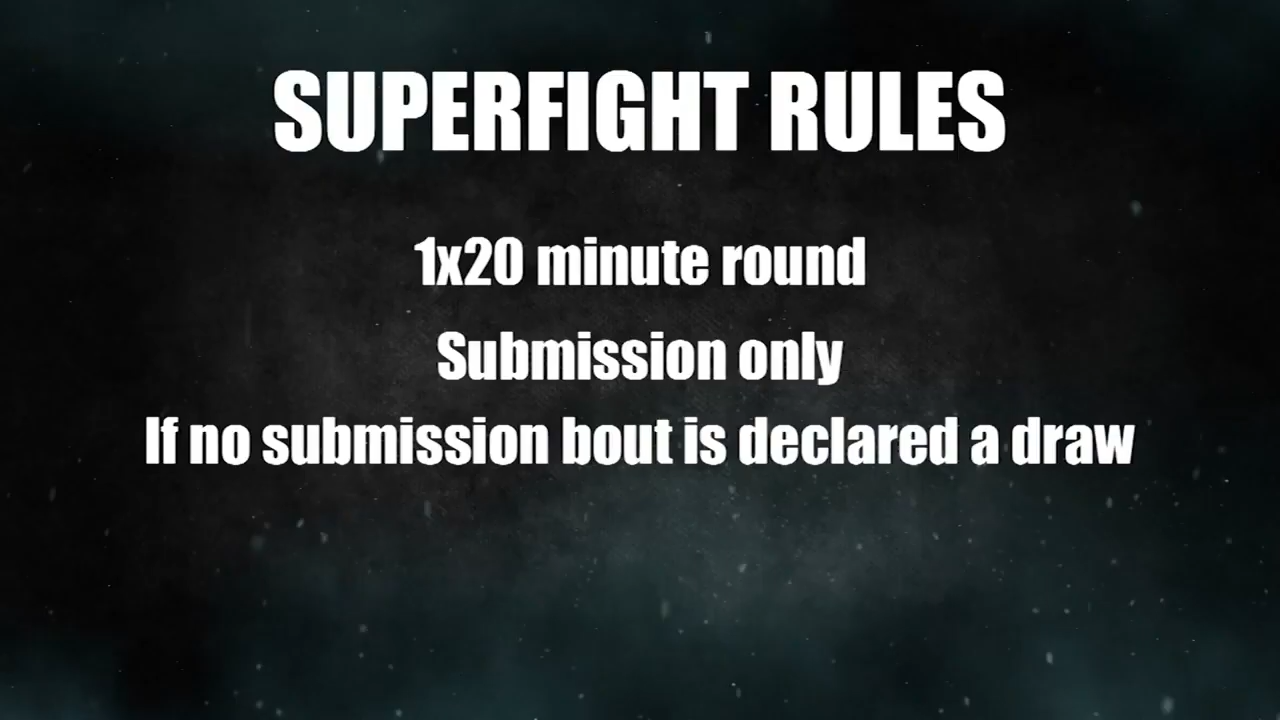 SUPERFIGHT RULES
1x20 minute round
Submission only
If no submission bout is declared a draw